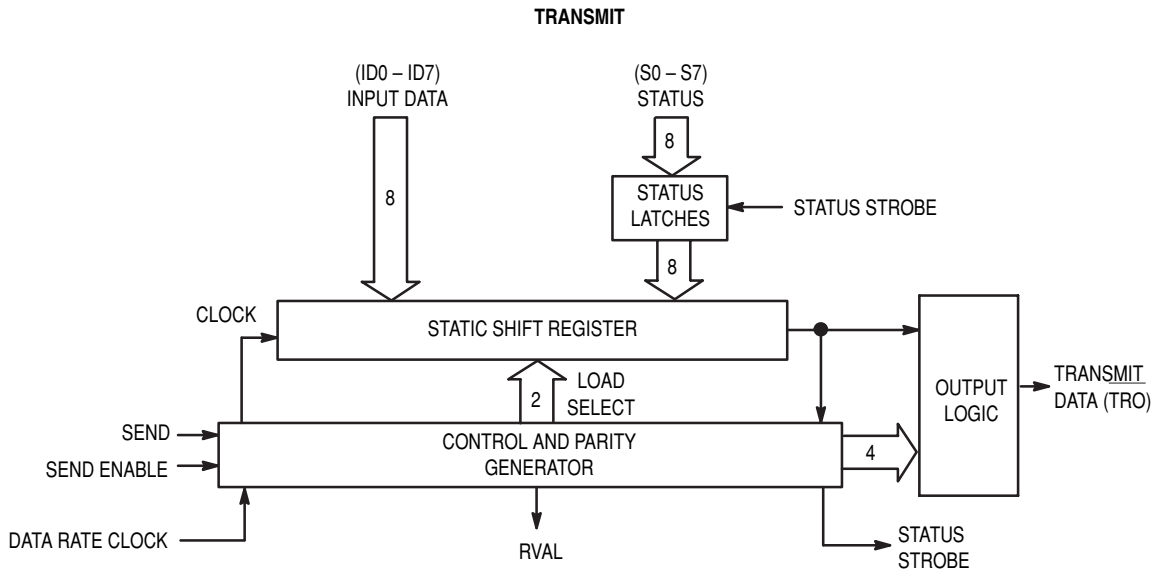 TRANSMIT
(ID0 – ID7)
INPUT DATA
(S0 – S7)
STATUS
8
8
STATUS
LATCHES
STATUS STROBE
8
CLOCK
STATIC SHIFT REGISTER
2
LOAD
SELECT
OUTPUT
LOGIC
TRANSMIT
DATA (TRO)
SEND
SEND ENABLE
CONTROL AND PARITY
GENERATOR
4
DATA RATE CLOCK
RVAL
STATUS
STROBE